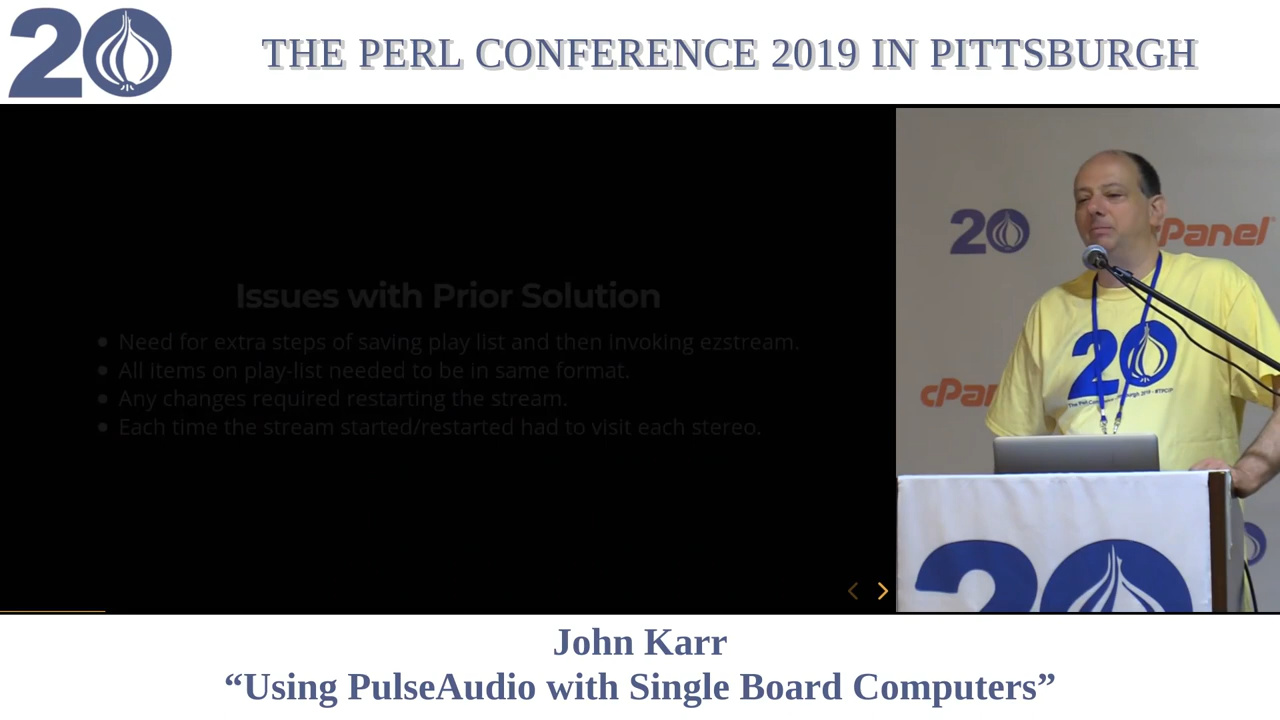 20
THE PERL CONFERENCE 2019 IN PITTSBURGH
Issues with Prior Solution
Need for extra steps of saving play list and then invoking ezstream.
All items on play-list needed to be in same format.
Any changes required restarting the stream.
Each time the stream started/restarted had to visit each stereo.
20
cPanel
20
cPan
20
John Karr
“Using PulseAudio with Single Board Computers”